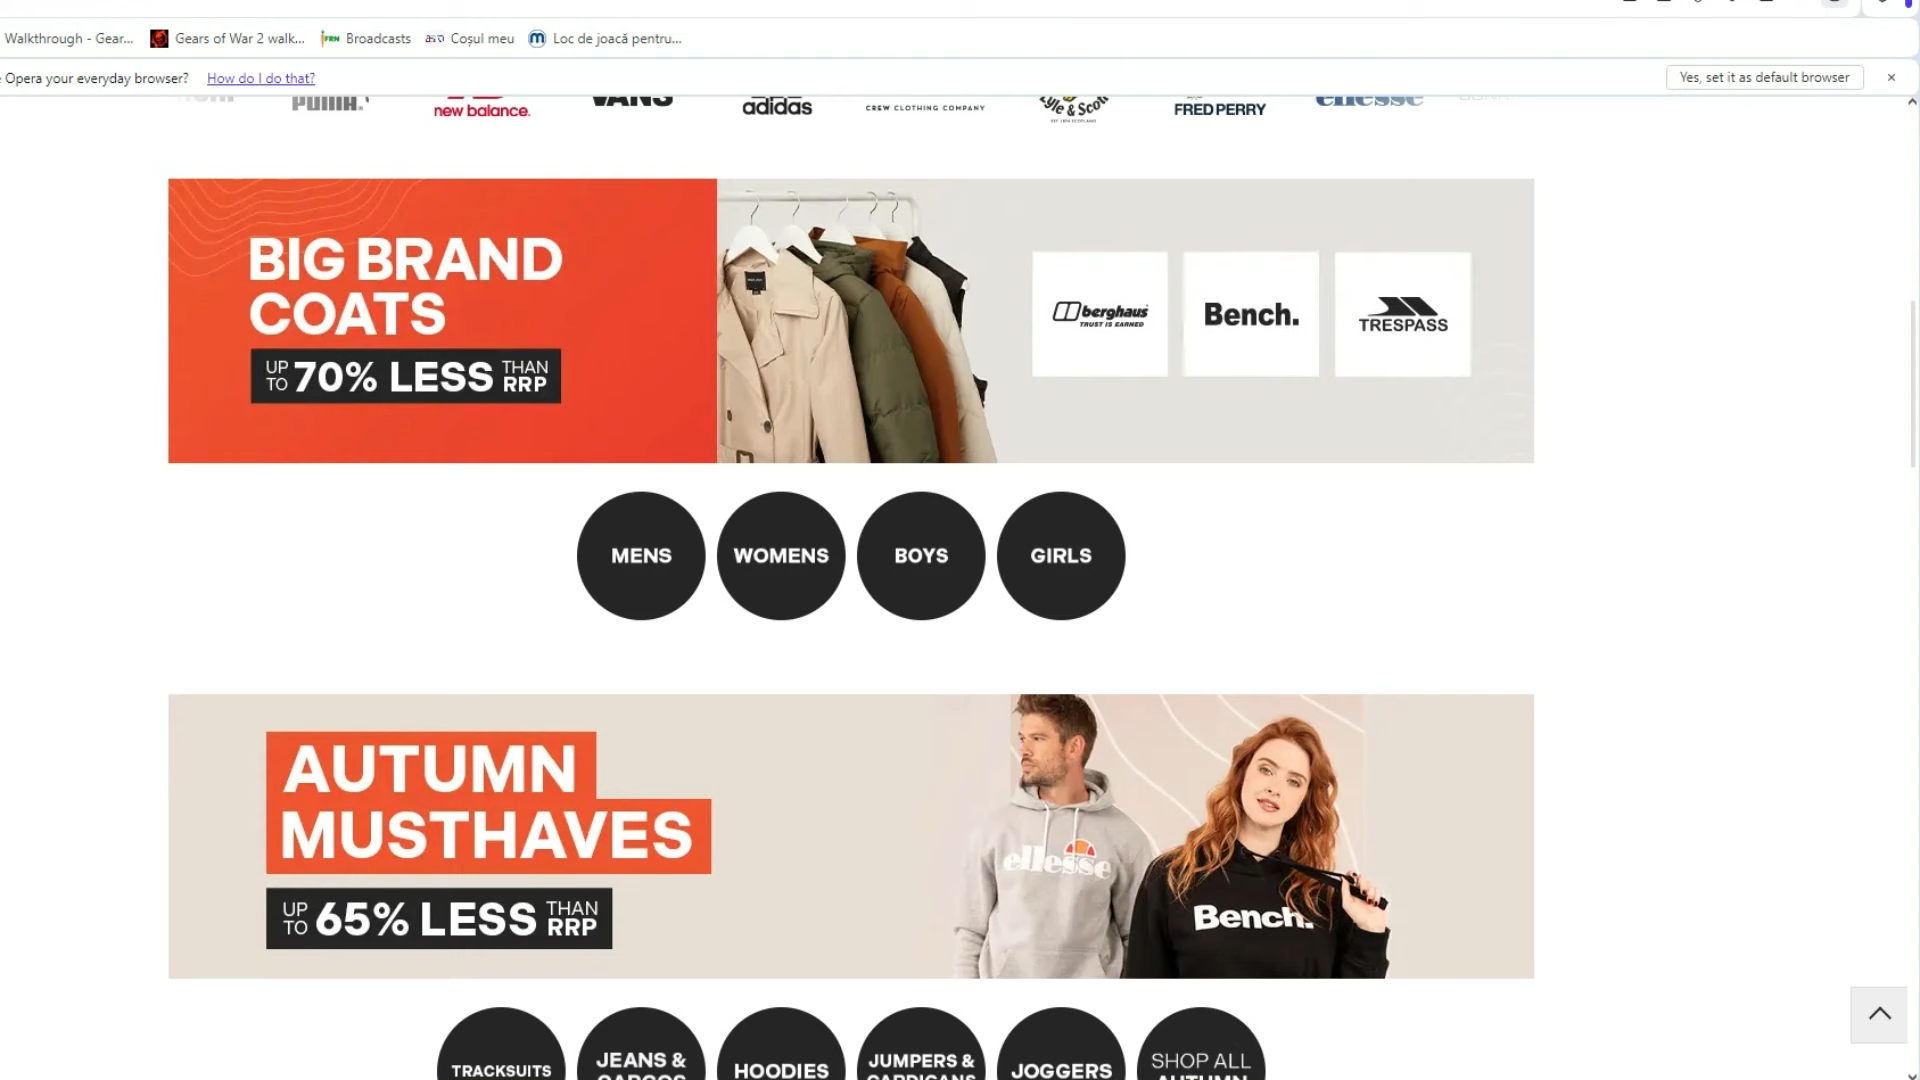 Walkthrough - Gear... Gears of War 2 walk... Broadcasts Coșul meu Loc de joacă pentru...
Opera your everyday browser? How do I do that? Yes, set it as default browser
PUMA
new balance.
VANS
adidas
CREW CLOTHING COMPANY
Lyle & Scott
FRED PERRY
ellesse
BIG BRAND
COATS
UP TO 70% LESS THAN RRP
berghaus
TRUST IS EARNED
Bench.
TRESPASS
MENS
WOMENS
BOYS
GIRLS
AUTUMN
MUSTHAVES
UP TO 65% LESS THAN RRP
ellesse
Bench.
TRACKSUITS
JEANS &
CARGOS
HOODIES
JUMPERS &
CARDIGANS
JOGGERS
SHOP ALL
AUTUMN